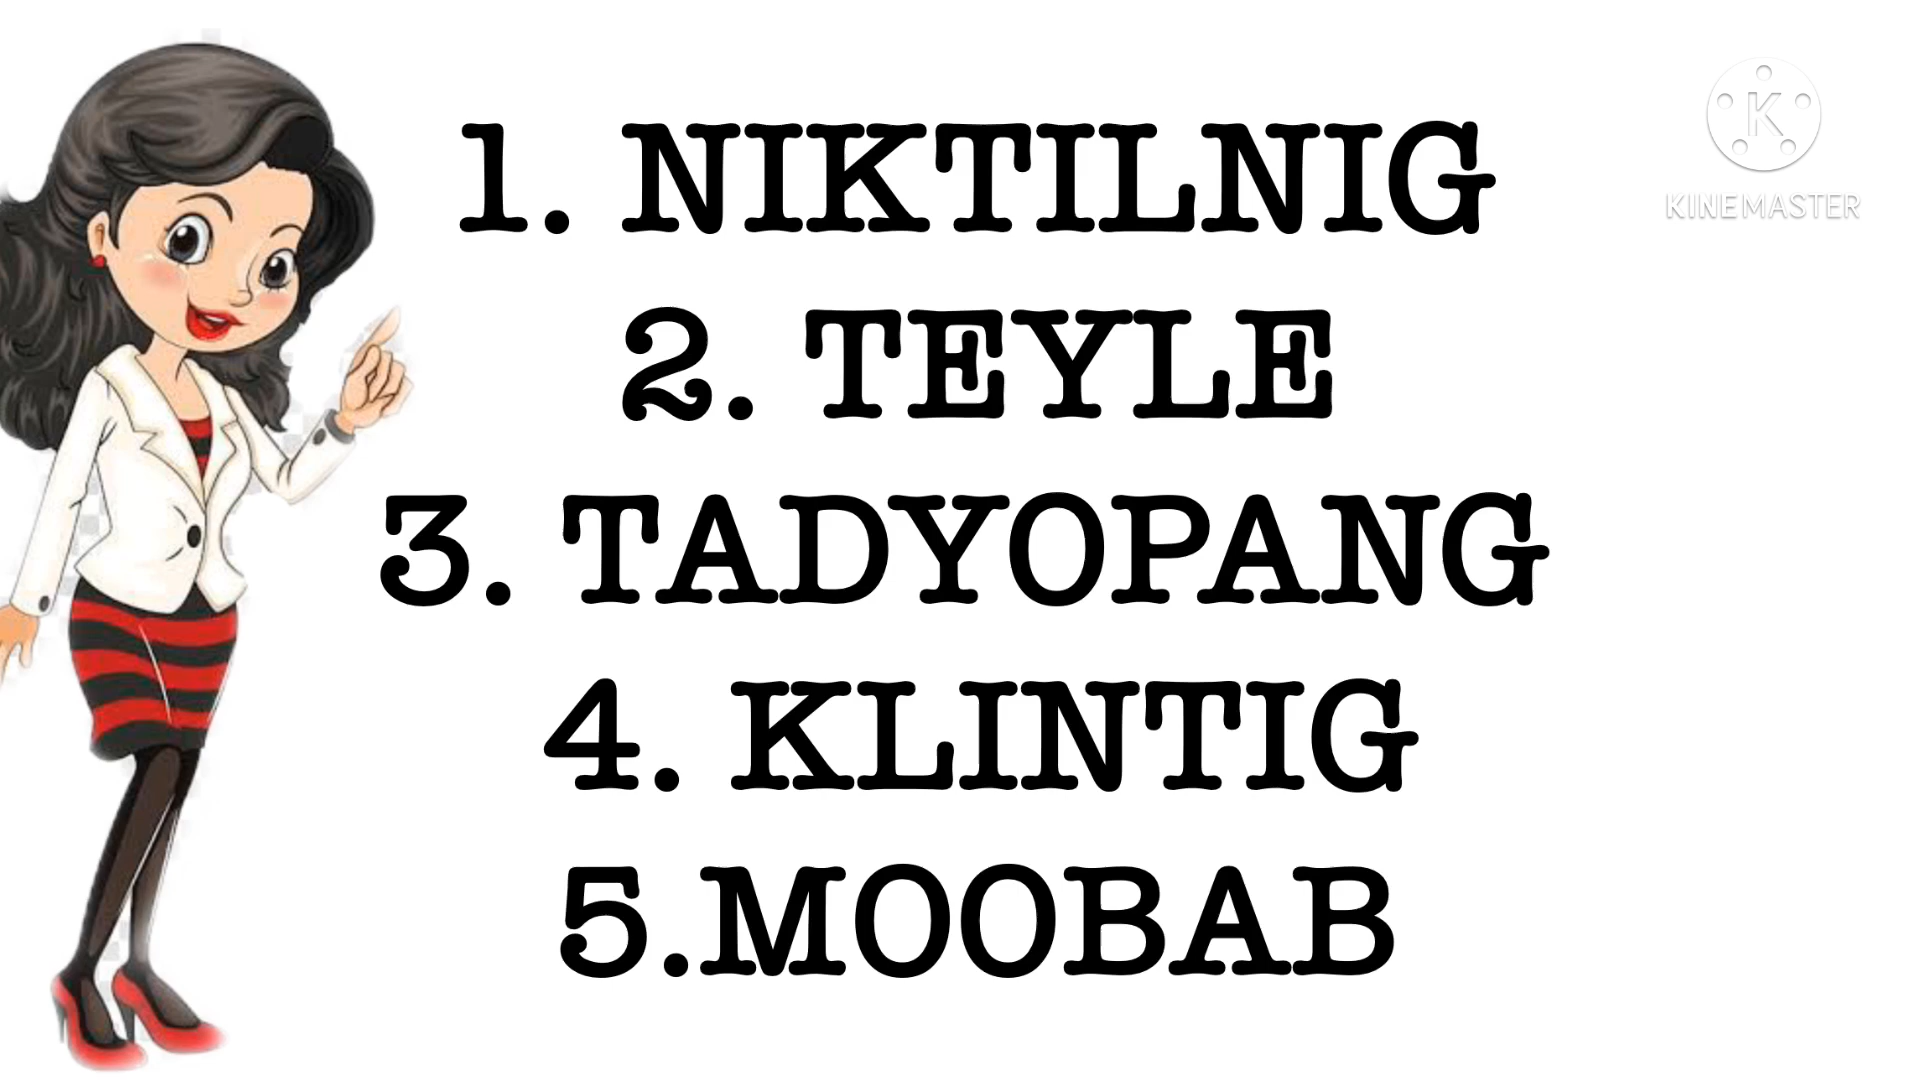 1. NIKTILNIG
2. TEYLE
3. TADYOPANG
4. KLINTIG
5.MOOBAB
K
KINEMASTER